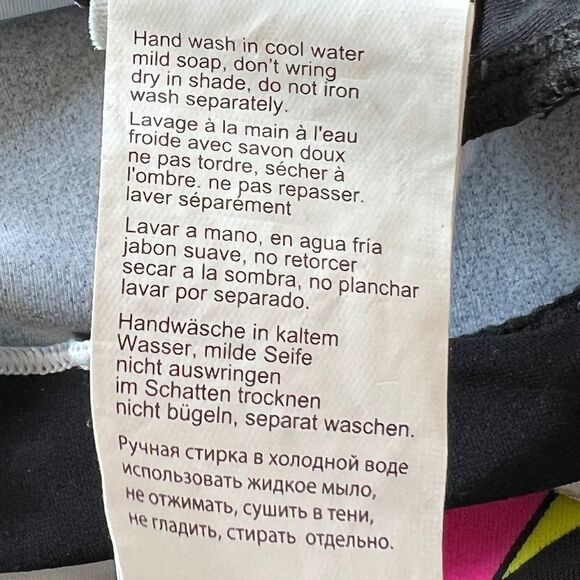 Hand wash in cool water
mild soap, don't wring
dry in shade, do not iron
wash separately.
Lavage à la main à l'eau
froide avec savon doux
ne pas tordre, sécher à
l'ombre. ne pas repasser.
laver séparément
Lavar a mano, en agua fría
jabon suave, no retorcer
secar a la sombra, no planchar
lavar por separado.
Handwäsche in kaltem
Wasser, milde Seife
nicht auswringen
im Schatten trocknen
nicht bügeln, separat waschen.
Ручная стирка в холодной воде
использовать жидкое мыло,
не отжимать, сушить в тени,
не гладить, стирать отдельно.